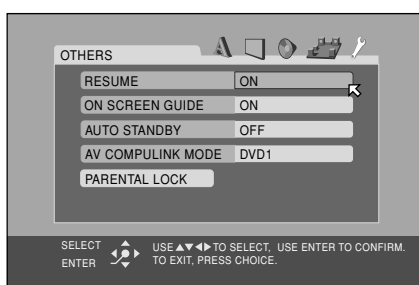 OTHERS
RESUME ON
ON SCREEN GUIDE ON
AUTO STANDBY OFF
AV COMPULINK MODE DVD1
PARENTAL LOCK
SELECT USE ▲▼◀▶ TO SELECT, USE ENTER TO CONFIRM.
ENTER TO EXIT, PRESS CHOICE.